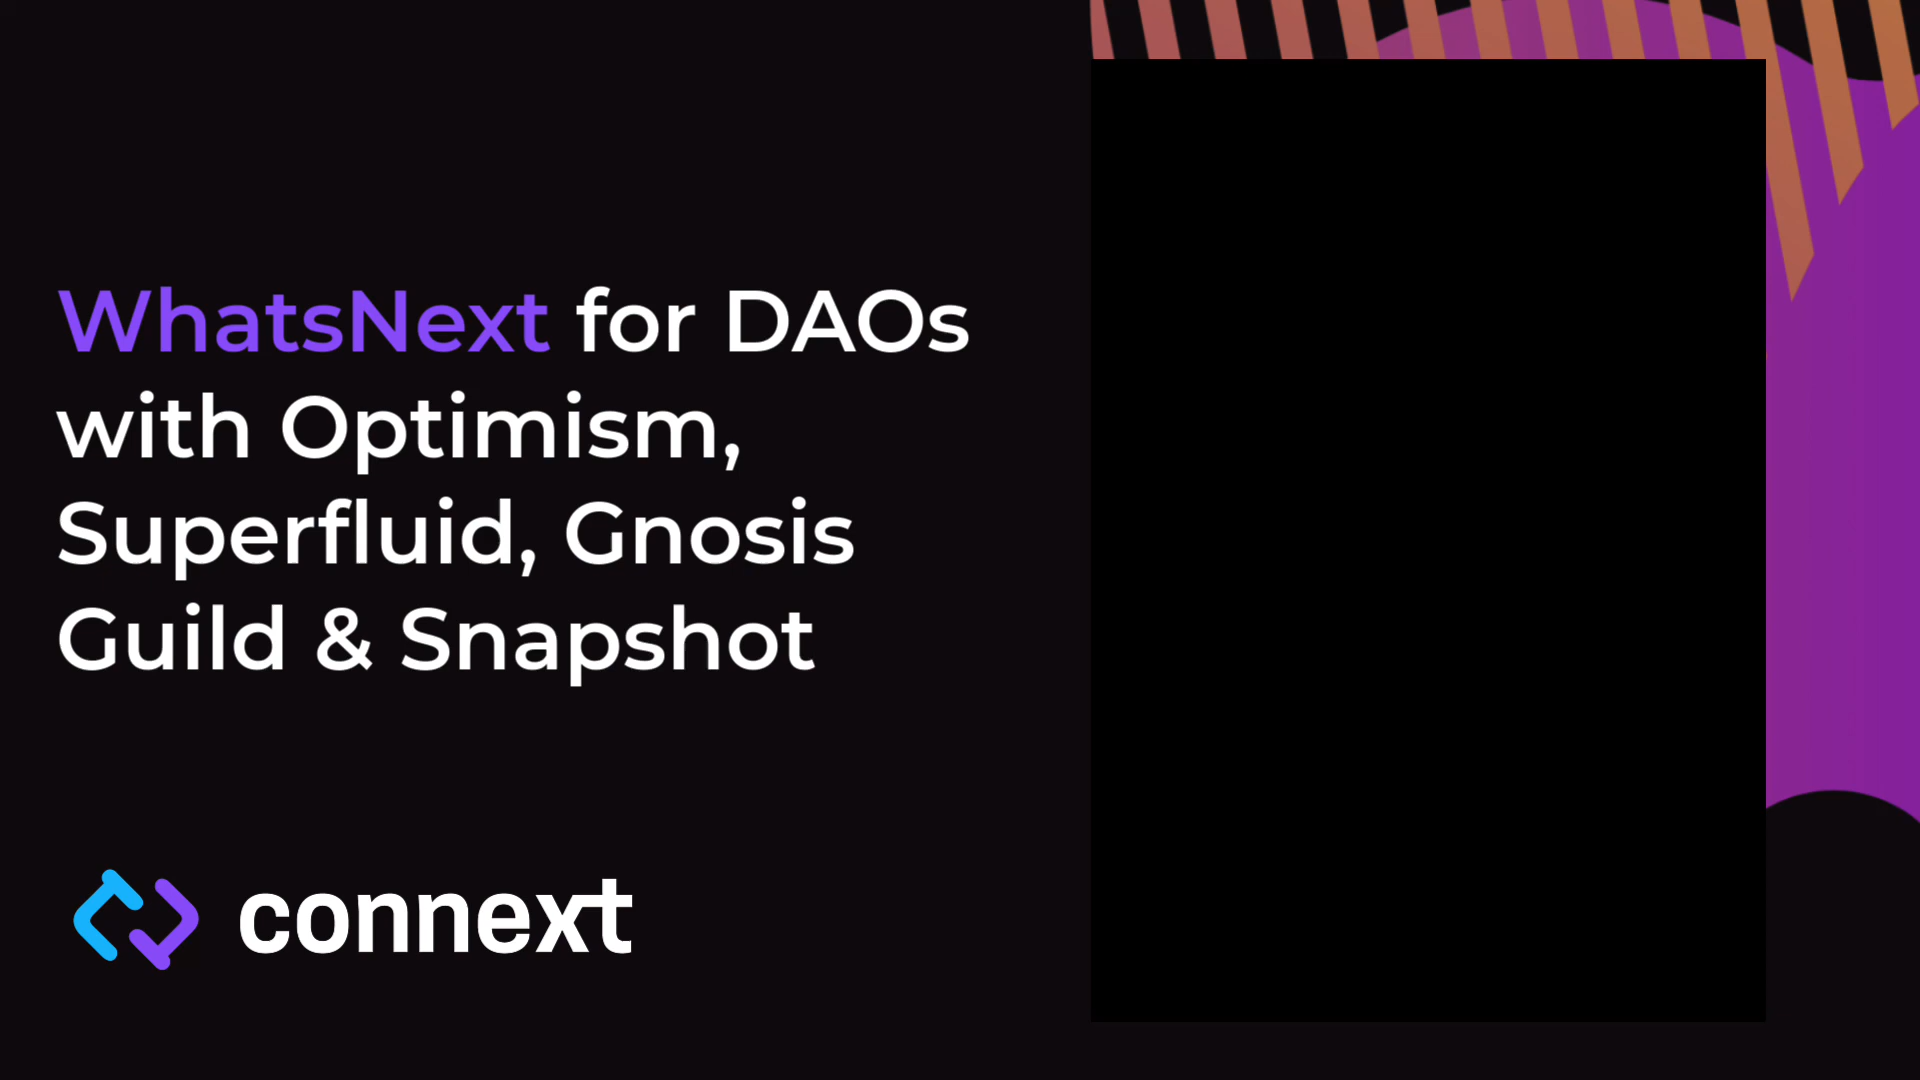 WhatsNext for DAOs
with Optimism,
Superfluid, Gnosis
Guild & Snapshot
connext